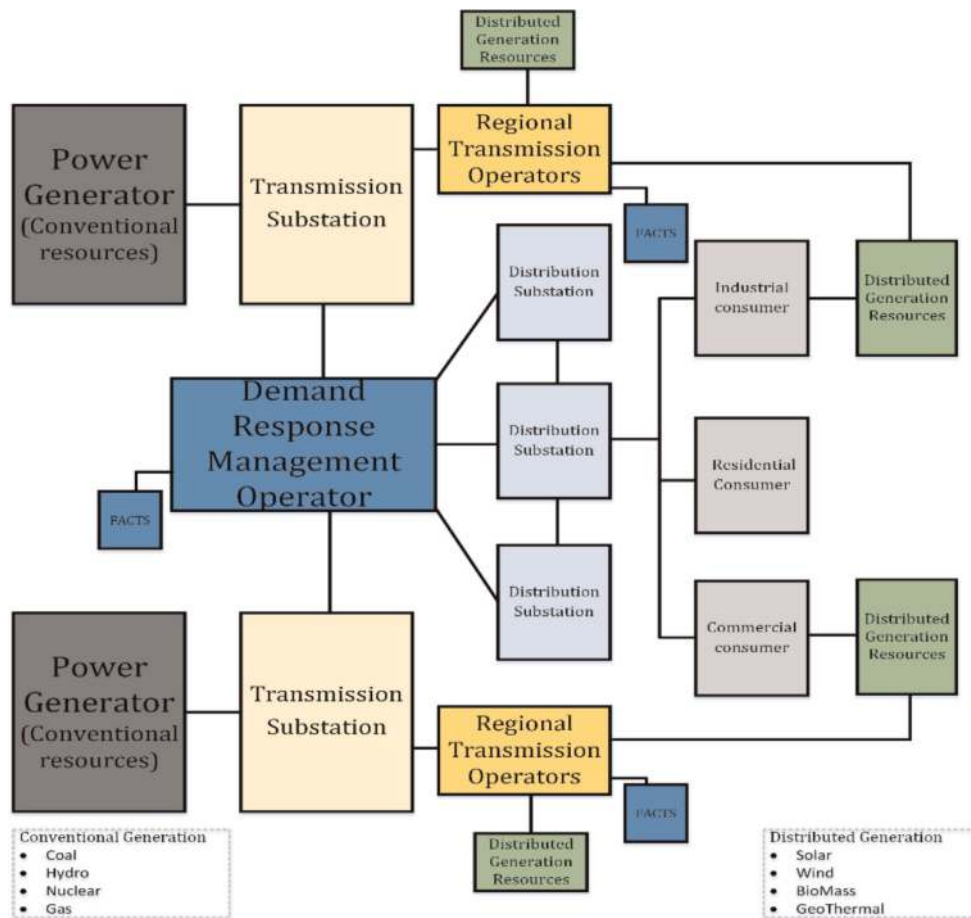 Distributed
Generation
Resources
Power
Generator
(Conventional
resources)
Transmission
Substation
Regional
Transmission
Operators
FACTS
Distribution
Substation
Industrial
consumer
Distributed
Generation
Resources
Demand
Response
Management
Operator
FACTS
Distribution
Substation
Residential
Consumer
Distribution
Substation
Commercial
consumer
Distributed
Generation
Resources
Power
Generator
(Conventional
resources)
Transmission
Substation
Regional
Transmission
Operators
FACTS
Distributed
Generation
Resources
Conventional Generation
• Coal
• Hydro
• Nuclear
• Gas
Distributed Generation
• Solar
• Wind
• BioMass
• GeoThermal